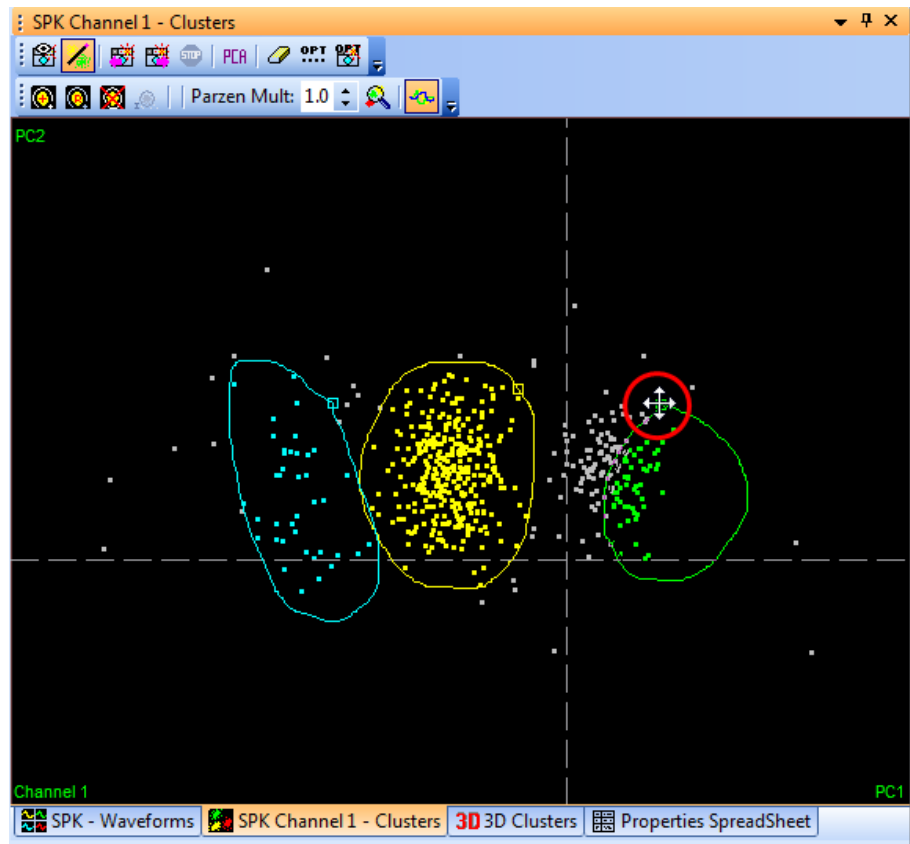 SPK Channel 1 - Clusters
STOP PCA OPT OPT
Parzen Mult: 1.0
PC2
Channel 1 PC1
SPK - Waveforms SPK Channel 1 - Clusters 3D 3D Clusters Properties SpreadSheet